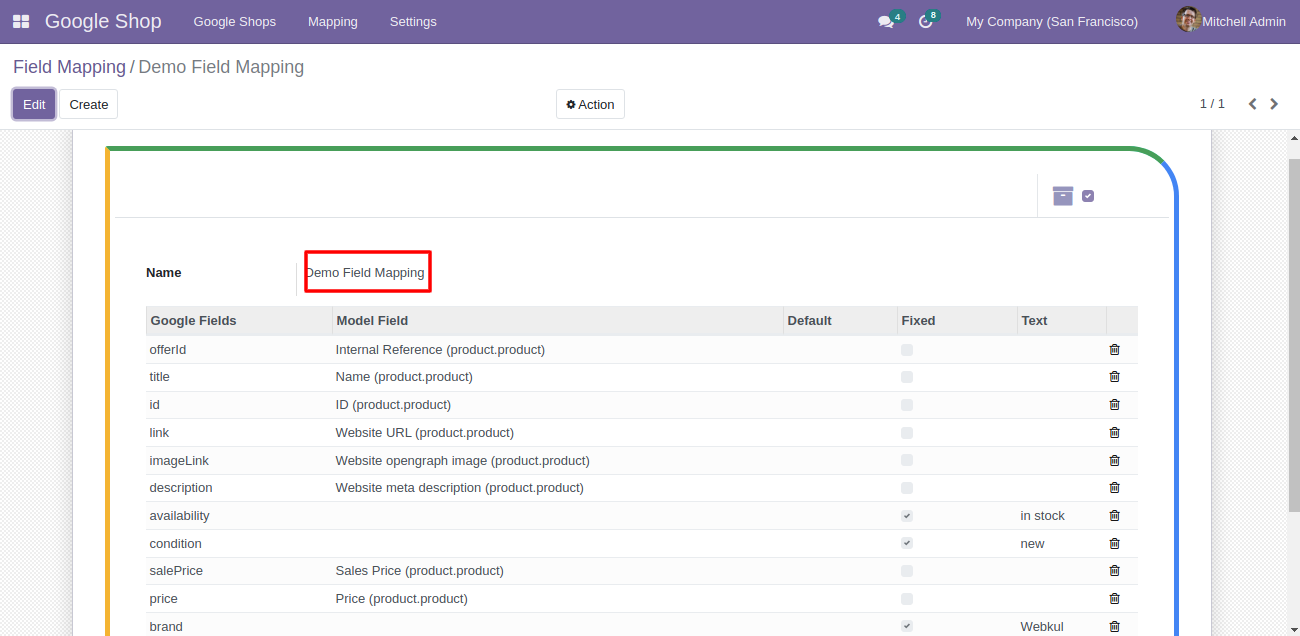 Google Shop Google Shops Mapping Settings 4 8 My Company (San Francisco) Mitchell Admin
Field Mapping / Demo Field Mapping
Edit Create Action 1 / 1
Name Demo Field Mapping
Google Fields Model Field Default Fixed Text
offerId Internal Reference (product.product)
title Name (product.product)
id ID (product.product)
link Website URL (product.product)
imageLink Website opengraph image (product.product)
description Website meta description (product.product)
availability in stock
condition new
salePrice Sales Price (product.product)
price Price (product.product)
brand Webkul